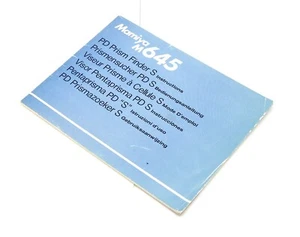 Mamiya
M645
PD Prism Finder S Instructions
Prismensucher PD S Bedienungsanleitung
Viseur Prisme à Cellule S Mode D'emploi
Visor Pentaprisma PD S Instrucciones
Pentaprisma PD "S" Istruzioni d'uso
PD Prismazoeker S Gebruiksaanwijzing